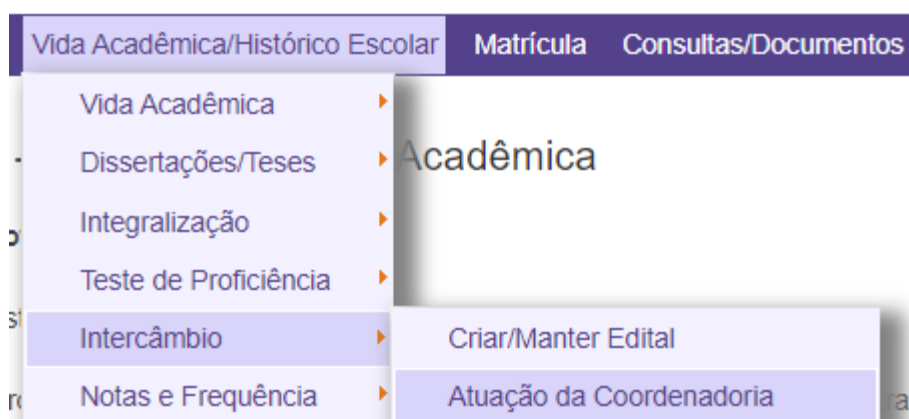 Vida Acadêmica/Histórico Escolar Matrícula Consultas/Documentos
Vida Acadêmica
Acadêmica
Dissertações/Teses
Integralização
Teste de Proficiência
Intercâmbio
Criar/Manter Edital
Notas e Frequência
Atuação da Coordenadoria